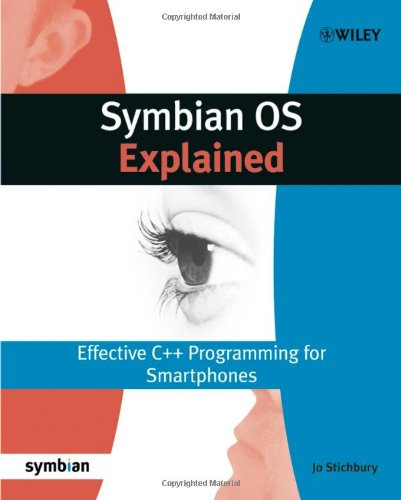 Copyrighted Material
WILEY
Symbian OS
Explained
Effective C++ Programming for
Smartphones
symbian
Jo Stichbury
Copyrighted Material